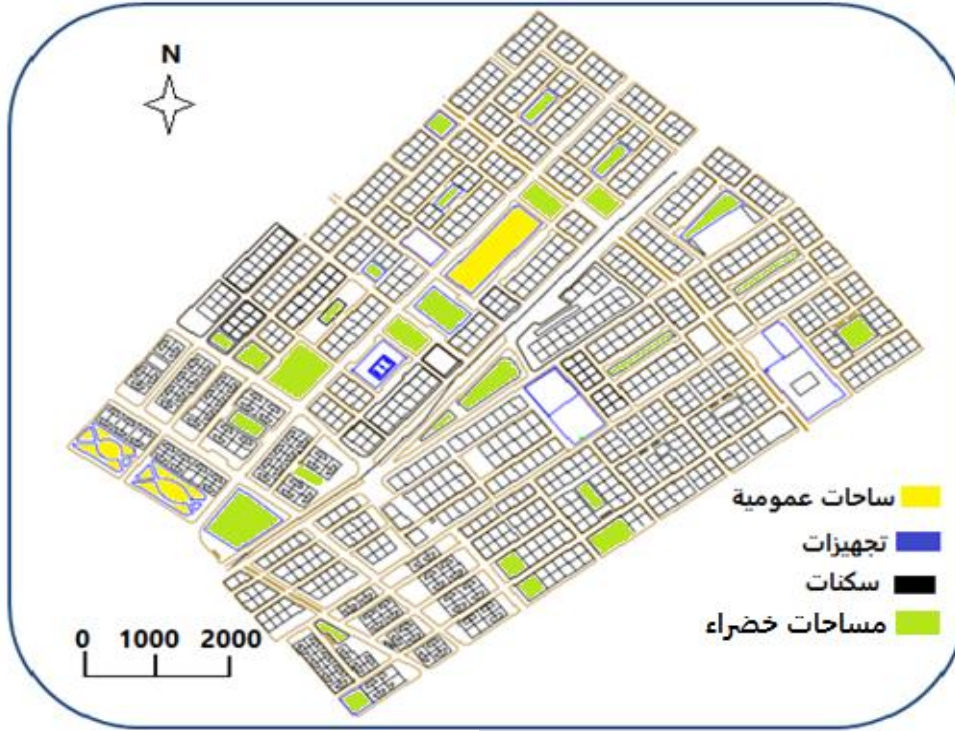 N
ساحات عمومية
تجهيزات
سكنات
مساحات خضراء
0 1000 2000